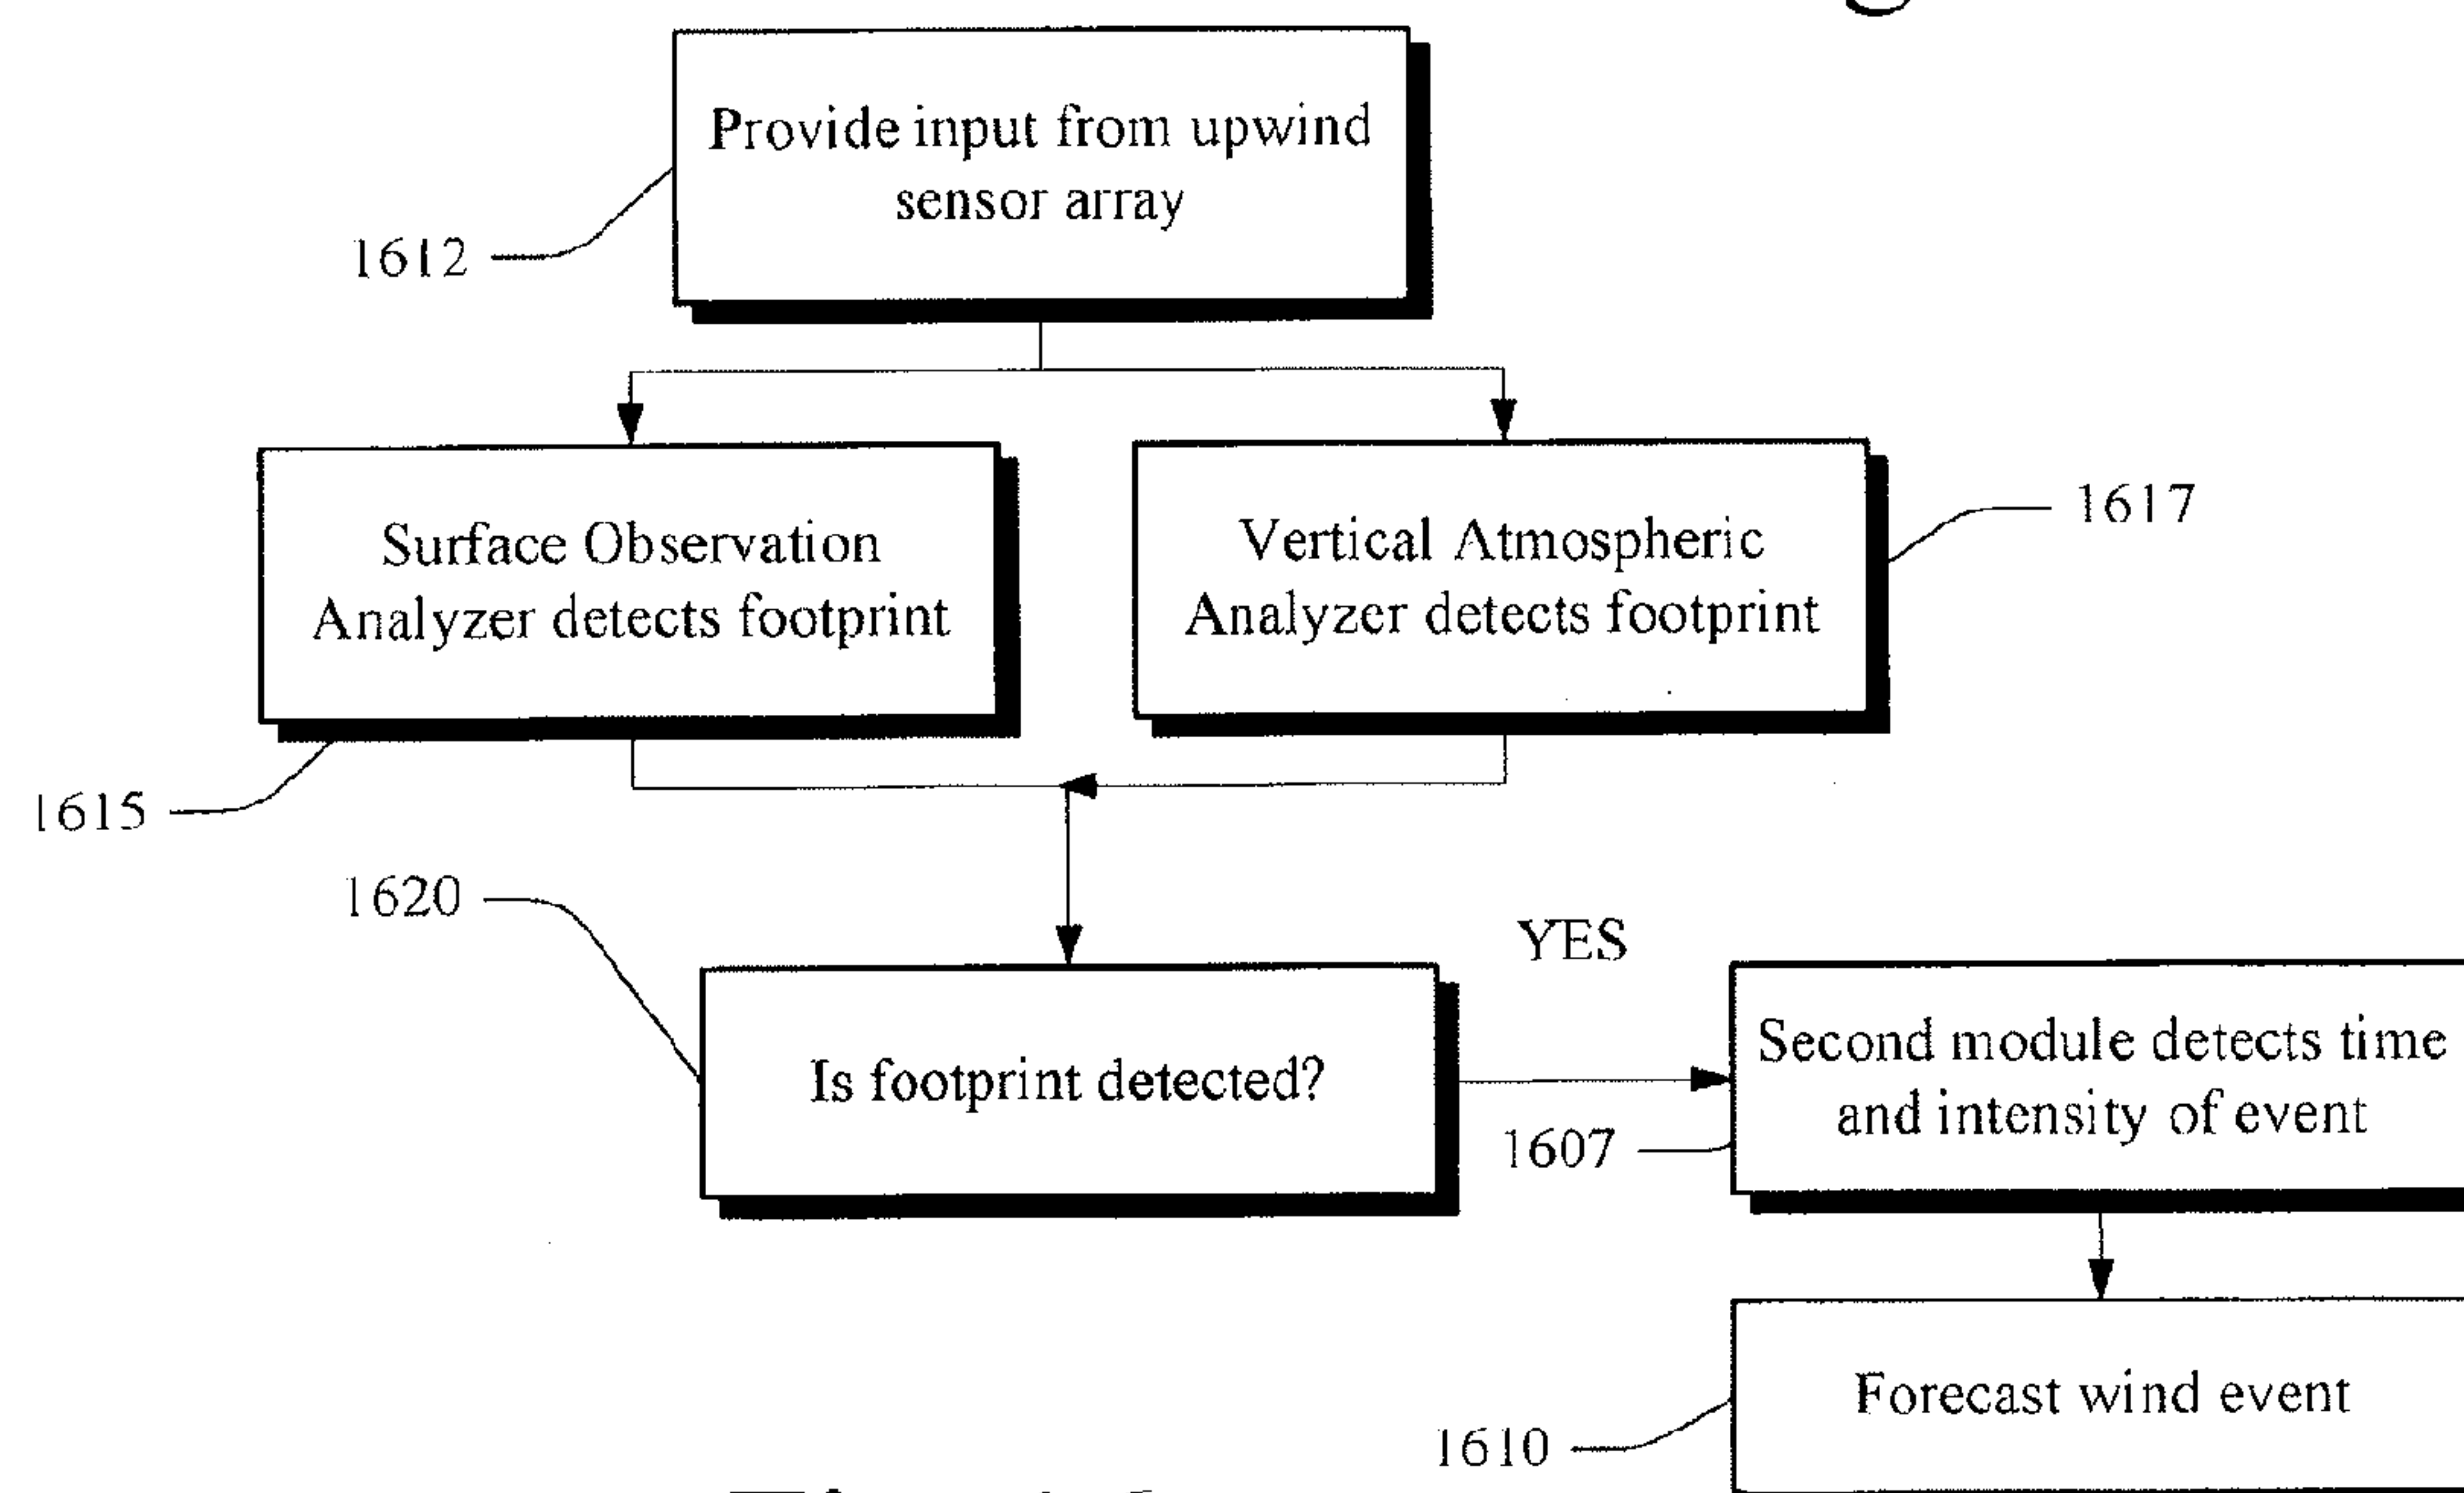 Provide input from upwind
sensor array
1612
Surface Observation
Analyzer detects footprint
Vertical Atmospheric
Analyzer detects footprint
1617
1615
1620
YES
Is footprint detected?
Second module detects time
and intensity of event
1607
Forecast wind event
1610